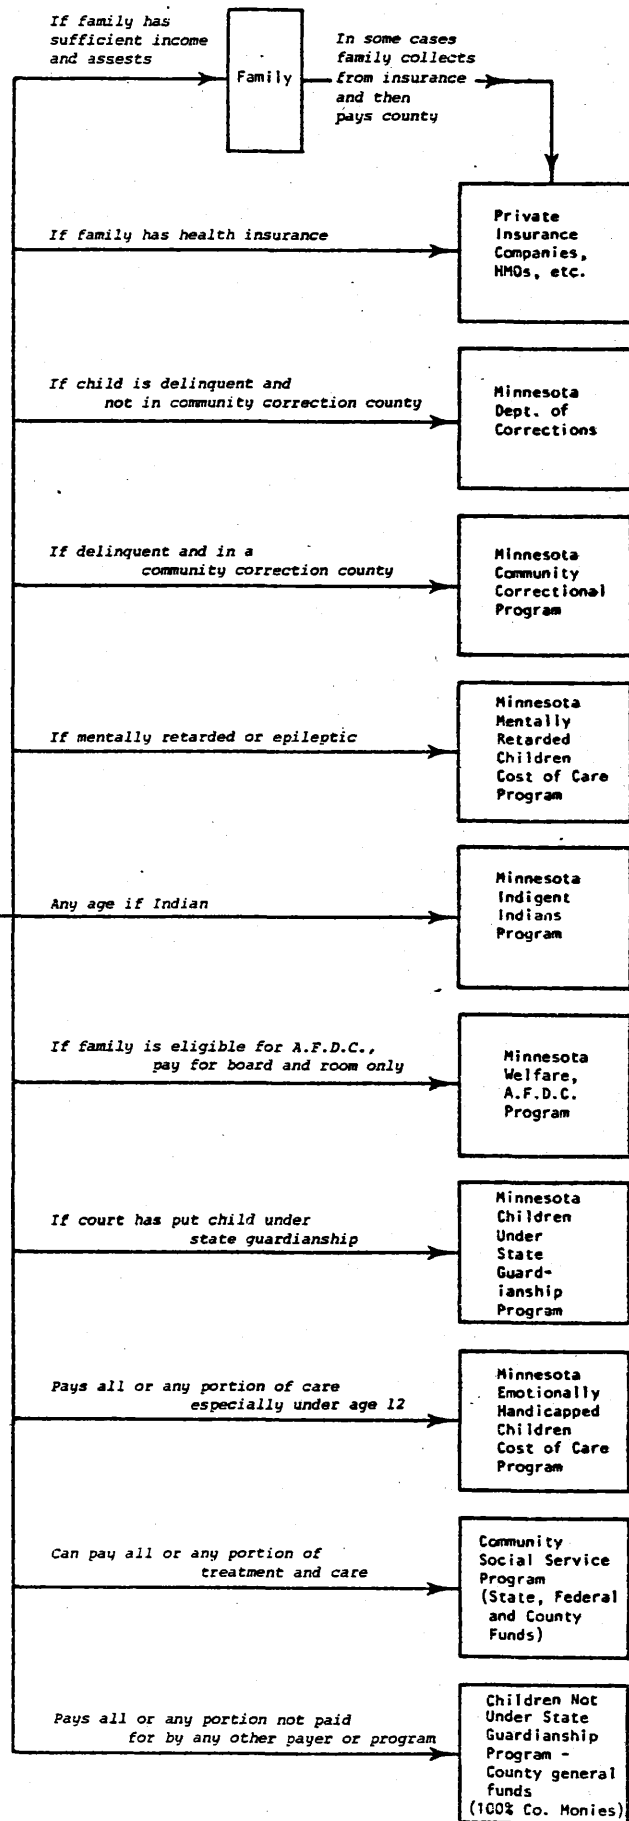 If family has
sufficient income
and assests
Family
In some cases
family collects
from insurance
and then
pays county
If family has health insurance
Private
Insurance
Companies,
HMOs, etc.
If child is delinquent and
not in community correction county
Minnesota
Dept. of
Corrections
If delinquent and in a
community correction county
Minnesota
Community
Correctional
Program
If mentally retarded or epileptic
Minnesota
Mentally
Retarded
Children
Cost of Care
Program
Any age if Indian
Minnesota
Indigent
Indians
Program
If family is eligible for A.F.D.C.,
pay for board and room only
Minnesota
Welfare,
A.F.D.C.
Program
If court has put child under
state guardianship
Minnesota
Children
Under
State
Guard-
ianship
Program
Pays all or any portion of care
especially under age 12
Minnesota
Emotionally
Handicapped
Children
Cost of Care
Program
Can pay all or any portion of
treatment and care
Community
Social Service
Program
(State, Federal
and County
Funds)
Pays all or any portion not paid
for by any other payer or program
Children Not
Under State
Guardianship
Program -
County general
funds
(100% Co. Monies)